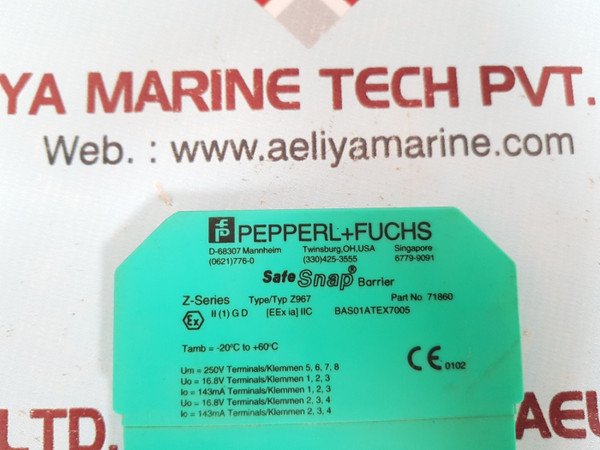 YA MARINE TECH PVT.
Web. : www.aeliyamarine.com
PEPPERL+FUCHS
D-68307 Mannheim Twinsburg,OH.USA Singapore
(0621)776-0 (330)425-3555 6779-9091
Safe Snap® Barrier
Z-Series Type/Typ Z967 Part No 71860
Ex II (1) G D [EEx ia] IIC BAS01ATEX7005
Tamb = -20°C to +60°C
CE 0102
Um = 250V Terminals/Klemmen 5, 6, 7, 8
Uo = 16.8V Terminals/Klemmen 1, 2, 3
Io = 143mA Terminals/Klemmen 1, 2, 3
Uo = 16.8V Terminals/Klemmen 2, 3, 4
Io = 143mA Terminals/Klemmen 2, 3, 4
LTD. AEL